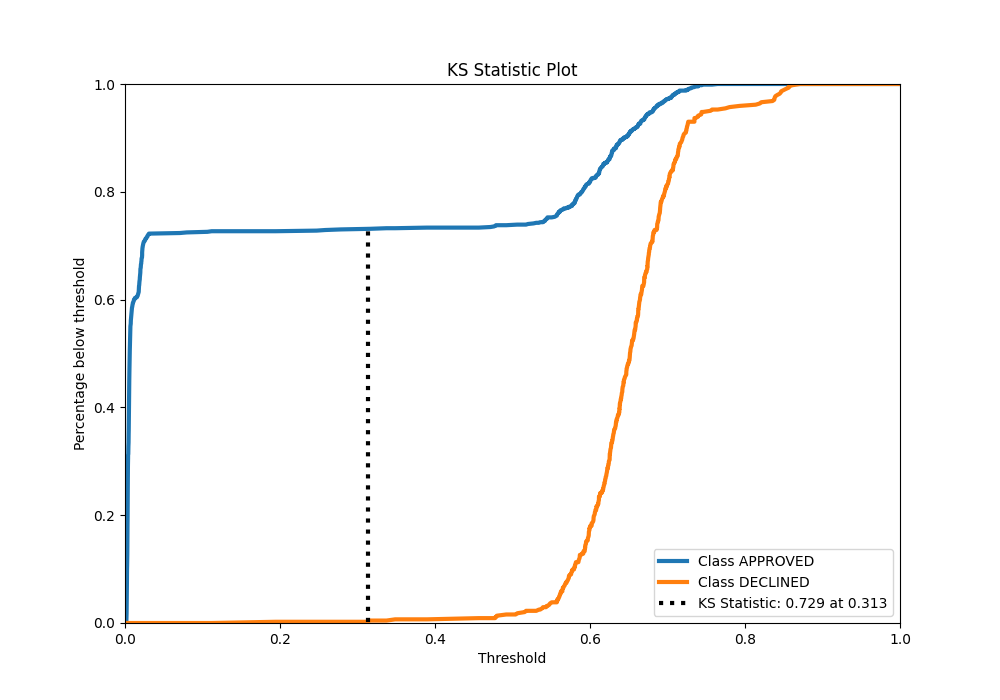 KS Statistic Plot
1.0
0.8
0.6
0.4
0.2
0.0
Percentage below threshold
0.0 0.2 0.4 0.6 0.8 1.0
Threshold
Class APPROVED
Class DECLINED
KS Statistic: 0.729 at 0.313